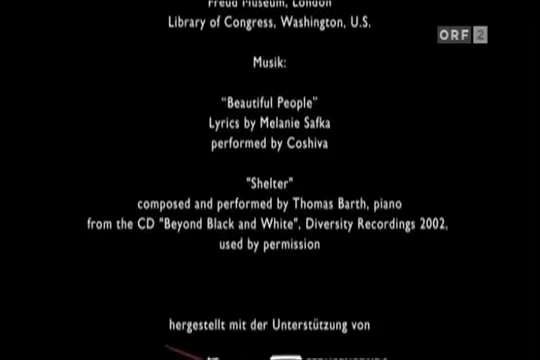 Freud Museum, London
Library of Congress, Washington, U.S.
ORF 2
Musik:
"Beautiful People"
Lyrics by Melanie Safka
performed by Coshiva
"Shelter"
composed and performed by Thomas Barth, piano
from the CD "Beyond Black and White", Diversity Recordings 2002,
used by permission
hergestellt mit der Unterstützung von